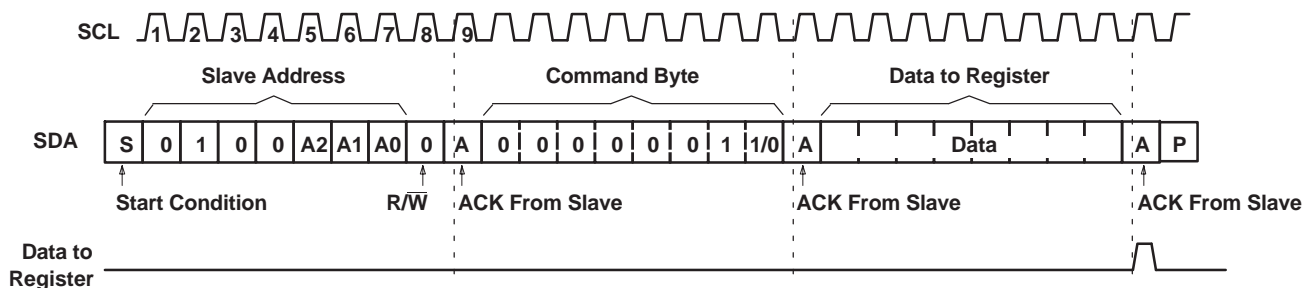 SCL 1 2 3 4 5 6 7 8 9
Slave Address Command Byte Data to Register
SDA S 0 1 0 0 A2 A1 A0 0 A 0 0 0 0 0 0 1 1/0 A Data A P
Start Condition R/W ACK From Slave ACK From Slave ACK From Slave
Data to
Register